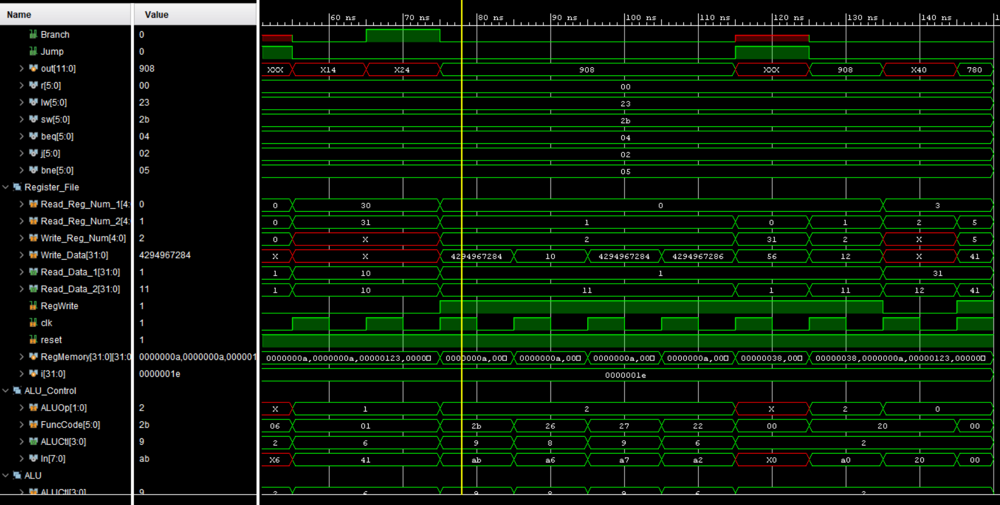 Name Value 60 ns 70 ns 80 ns 90 ns 100 ns 110 ns 120 ns 130 ns 140 ns 1
Branch 0
Jump 0
out[11:0] 908 XXX X14 X24 908 XXX 908 X40 780
r[5:0] 00 00
lw[5:0] 23 23
sw[5:0] 2b 2b
beq[5:0] 04 04
j[5:0] 02 02
bne[5:0] 05 05
Register_File
Read_Reg_Num_1[4: 0 0 30 0 3
Read_Reg_Num_2[4: 1 0 31 1 0 1 2 5
Write_Reg_Num[4:0] 2 0 X 2 31 2 X 5
Write_Data[31:0] 4294967284 X X 4294967284 10 4294967284 4294967286 56 12 X 41
Read_Data_1[31:0] 1 1 10 1 31
Read_Data_2[31:0] 11 1 10 11 1 11 12 41
RegWrite 1
clk 1
reset 1
RegMemory[31:0][31:0 0000000a,0000000a,000001 0000000a,0000000a,00000123,0000 0000000a,00 0000000a,00 0000000a,00 0000000a,00 00000038,00 00000038,0000000a,00000123,00000
i[31:0] 0000001e 0000001e
ALU_Control
ALUOp[1:0] 2 X 1 2 X 2 0
FuncCode[5:0] 2b 06 01 2b 26 27 22 00 20 00
ALUCtl[3:0] 9 2 6 9 8 9 6 2
In[7:0] ab X6 41 ab a6 a7 a2 X0 a0 20 00
ALU
ALUCtl[3:0] 9 2 6 9 8 9 6 2